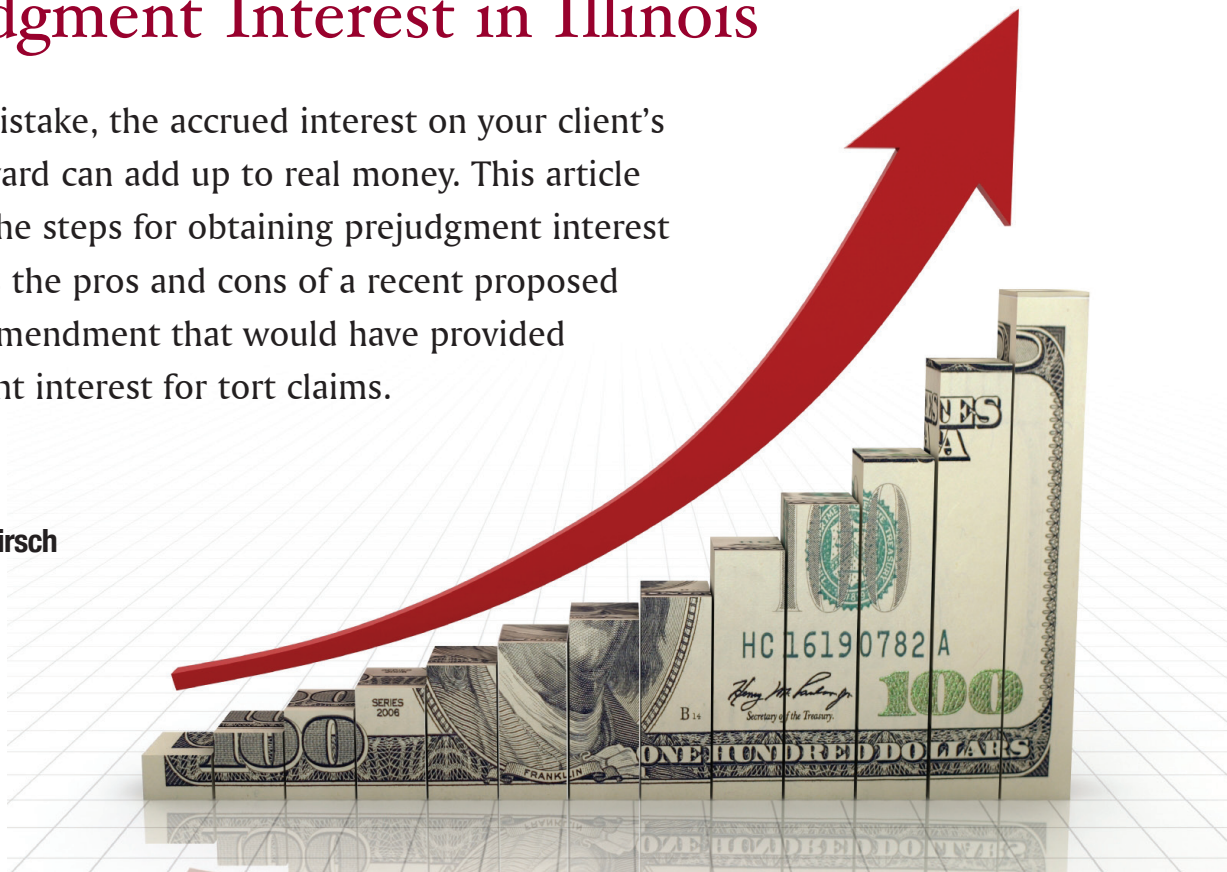 dgment Interest in Illinois
istake, the accrued interest on your client's
ard can add up to real money. This article
he steps for obtaining prejudgment interest
the pros and cons of a recent proposed
mendment that would have provided
nt interest for tort claims.
irsch
SERIES
2006
FRANKLIN
B14
HC 16190782 A
Secretary of the Treasury.
100
100
ONE HUNDRED DOLLARS
100